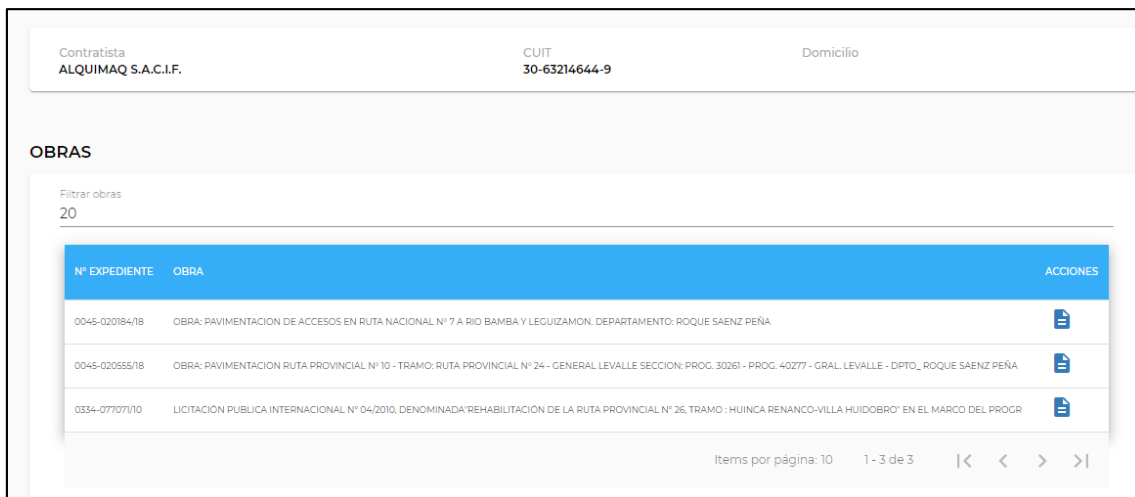 Contratista CUIT Domicilio
ALQUIMAQ S.A.C.I.F. 30-63214644-9
OBRAS
Filtrar obras
20
Nº EXPEDIENTE OBRA ACCIONES
0045-020184/18 OBRA: PAVIMENTACION DE ACCESOS EN RUTA NACIONAL Nº 7 A RIO BAMBA Y LEGUIZAMON. DEPARTAMENTO: ROQUE SAENZ PEÑA
0045-020555/18 OBRA: PAVIMENTACION RUTA PROVINCIAL Nº 10 - TRAMO: RUTA PROVINCIAL Nº 24 - GENERAL LEVALLE SECCION: PROG. 30261 - PROG. 40277 - GRAL. LEVALLE - DPTO_ ROQUE SAENZ PEÑA
0334-077071/10 LICITACIÓN PUBLICA INTERNACIONAL Nº 04/2010, DENOMINADA"REHABILITACIÓN DE LA RUTA PROVINCIAL Nº 26, TRAMO : HUINCA RENANCO-VILLA HUIDOBRO" EN EL MARCO DEL PROGR
Items por página: 10 1 - 3 de 3